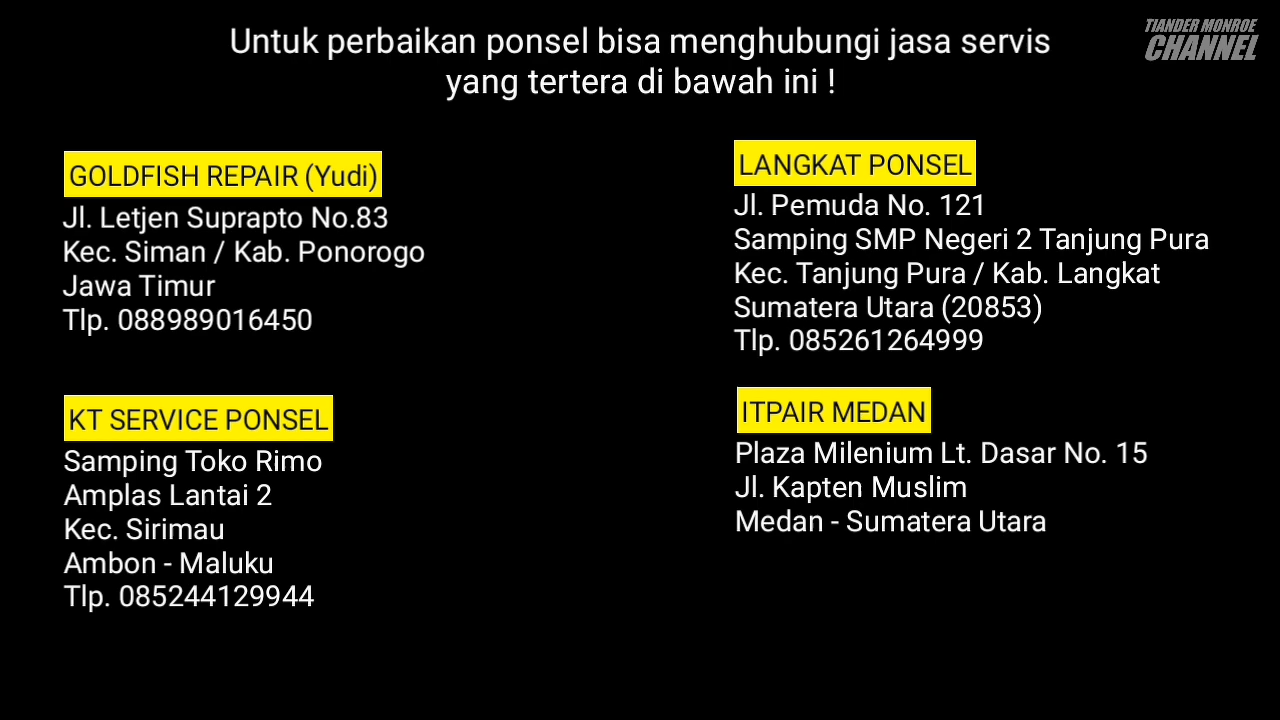 Untuk perbaikan ponsel bisa menghubungi jasa servis
yang tertera di bawah ini !
TIANDER MONROE
CHANNEL
GOLDFISH REPAIR (Yudi)
Jl. Letjen Suprapto No.83
Kec. Siman / Kab. Ponorogo
Jawa Timur
Tlp. 088989016450
KT SERVICE PONSEL
Samping Toko Rimo
Amplas Lantai 2
Kec. Sirimau
Ambon - Maluku
Tlp. 085244129944
LANGKAT PONSEL
Jl. Pemuda No. 121
Samping SMP Negeri 2 Tanjung Pura
Kec. Tanjung Pura / Kab. Langkat
Sumatera Utara (20853)
Tlp. 085261264999
ITPAIR MEDAN
Plaza Milenium Lt. Dasar No. 15
Jl. Kapten Muslim
Medan - Sumatera Utara